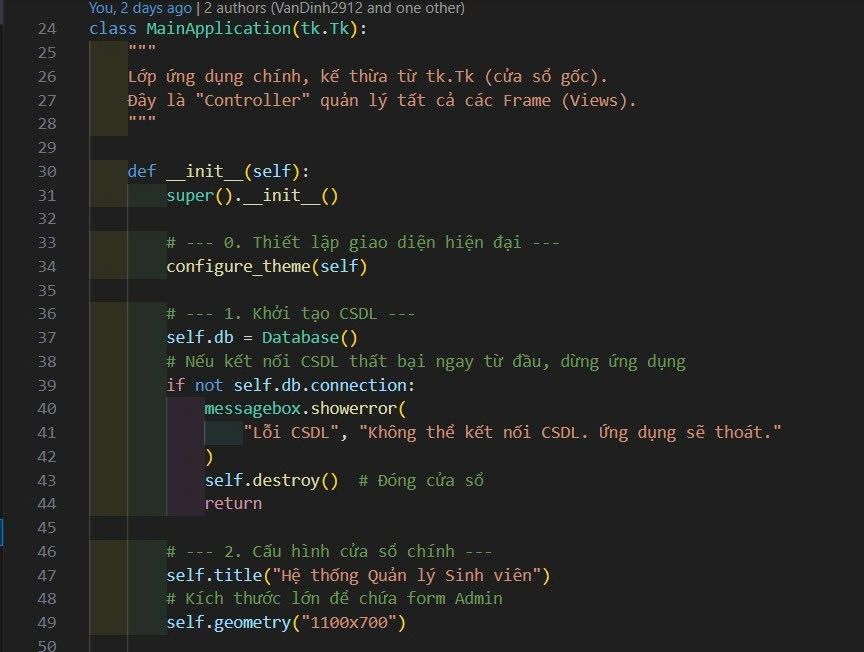 You, 2 days ago | 2 authors (VanDinh2912 and one other)
24 class MainApplication(tk.Tk):
25     """
26     Lớp ứng dụng chính, kế thừa từ tk.Tk (cửa sổ gốc).
27     Đây là "Controller" quản lý tất cả các Frame (Views).
28     """
29
30     def __init__(self):
31         super().__init__()
32
33         # --- 0. Thiết lập giao diện hiện đại ---
34         configure_theme(self)
35
36         # --- 1. Khởi tạo CSDL ---
37         self.db = Database()
38         # Nếu kết nối CSDL thất bại ngay từ đầu, dừng ứng dụng
39         if not self.db.connection:
40             messagebox.showerror(
41                 "Lỗi CSDL", "Không thể kết nối CSDL. Ứng dụng sẽ thoát."
42             )
43             self.destroy()  # Đóng cửa sổ
44             return
45
46         # --- 2. Cấu hình cửa sổ chính ---
47         self.title("Hệ thống Quản lý Sinh viên")
48         # Kích thước lớn để chứa form Admin
49         self.geometry("1100x700")
50